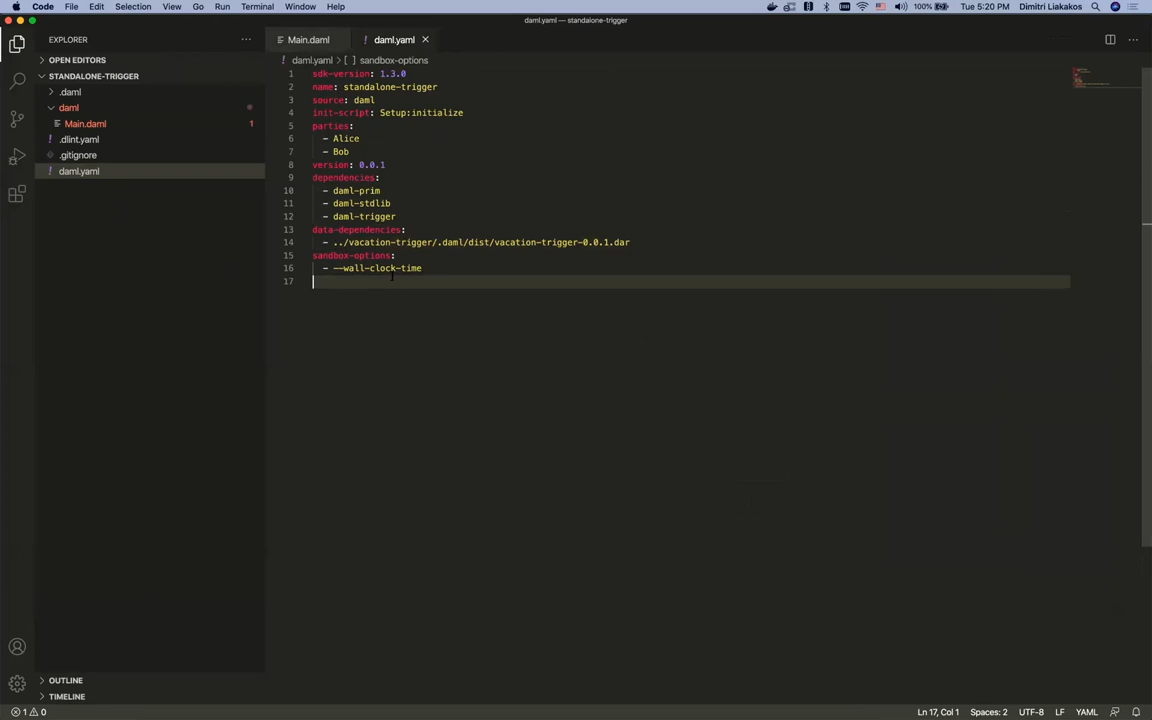 Code File Edit Selection View Go Run Terminal Window Help 100% Tue 5:20 PM Dimitri Liakakos
daml.yaml — standalone-trigger
EXPLORER
Main.daml
daml.yaml
OPEN EDITORS
daml.yaml > [ ] sandbox-options
STANDALONE-TRIGGER
.daml
daml
Main.daml 1
.dlint.yaml
.gitignore
daml.yaml
1 sdk-version: 1.3.0
2 name: standalone-trigger
3 source: daml
4 init-script: Setup:initialize
5 parties:
6 - Alice
7 - Bob
8 version: 0.0.1
9 dependencies:
10 - daml-prim
11 - daml-stdlib
12 - daml-trigger
13 data-dependencies:
14 - ../vacation-trigger/.daml/dist/vacation-trigger-0.0.1.dar
15 sandbox-options:
16 - --wall-clock-time
17
OUTLINE
TIMELINE
1 0 Ln 17, Col 1 Spaces: 2 UTF-8 LF YAML